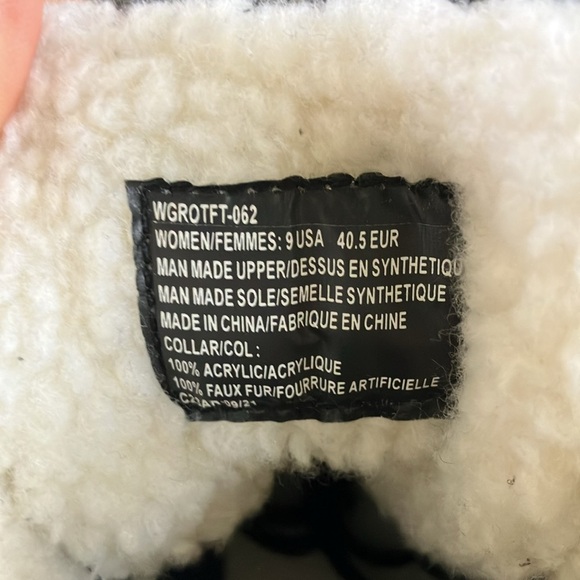 WGROTFT-062
WOMEN/FEMMES: 9 USA 40.5 EUR
MAN MADE UPPER/DESSUS EN SYNTHETIQ
MAN MADE SOLE/SEMELLE SYNTHETIQUE
MADE IN CHINA/FABRIQUE EN CHINE
COLLAR/COL :
100% ACRYLIC/ACRYLIQUE
100% FAUX FUR/FOURRURE ARTIFICIELLE